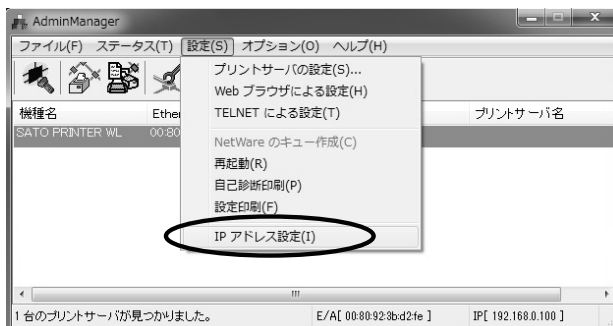 AdminManager
ファイル(F) ステータス(T) 設定(S) オプション(O) ヘルプ(H)
プリントサーバの設定(S)...
Web ブラウザによる設定(H)
TELNET による設定(T)
NetWare のキュー作成(C)
再起動(R)
自己診断印刷(P)
設定印刷(F)
IP アドレス設定(I)
機種名 Ether プリントサーバ名
SATO PRINTER WL 00:80
1 台のプリントサーバが見つかりました。 E/A[ 00:80:92:3b:d2:fe ] IP[ 192.168.0.100 ]